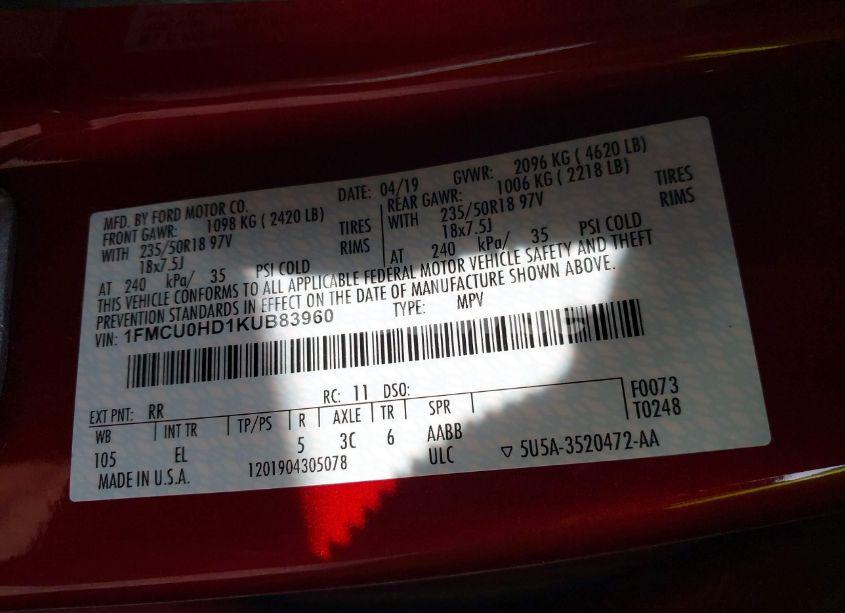 MFD. BY FORD MOTOR CO. DATE: 04/19 GVWR: 2096 KG ( 4620 LB)
FRONT GAWR: 1098 KG ( 2420 LB) REAR GAWR: 1006 KG ( 2218 LB)
WITH 235/50R18 97V TIRES WITH 235/50R18 97V TIRES
18x7.5J RIMS 18x7.5J RIMS
AT 240 kPa/ 35 PSI COLD AT 240 kPa/ 35 PSI COLD
THIS VEHICLE CONFORMS TO ALL APPLICABLE FEDERAL MOTOR VEHICLE SAFETY AND THEFT
PREVENTION STANDARDS IN EFFECT ON THE DATE OF MANUFACTURE SHOWN ABOVE.
VIN: 1FMCU0HD1KUB83960 TYPE: MPV
EXT PNT: RR RC: 11 DSO: F0073
WB INT TR TP/PS R AXLE TR SPR T0248
105 EL 5 3C 6 AABB
ULC
MADE IN U.S.A. 1201904305078 ▽ 5U5A-3520472-AA